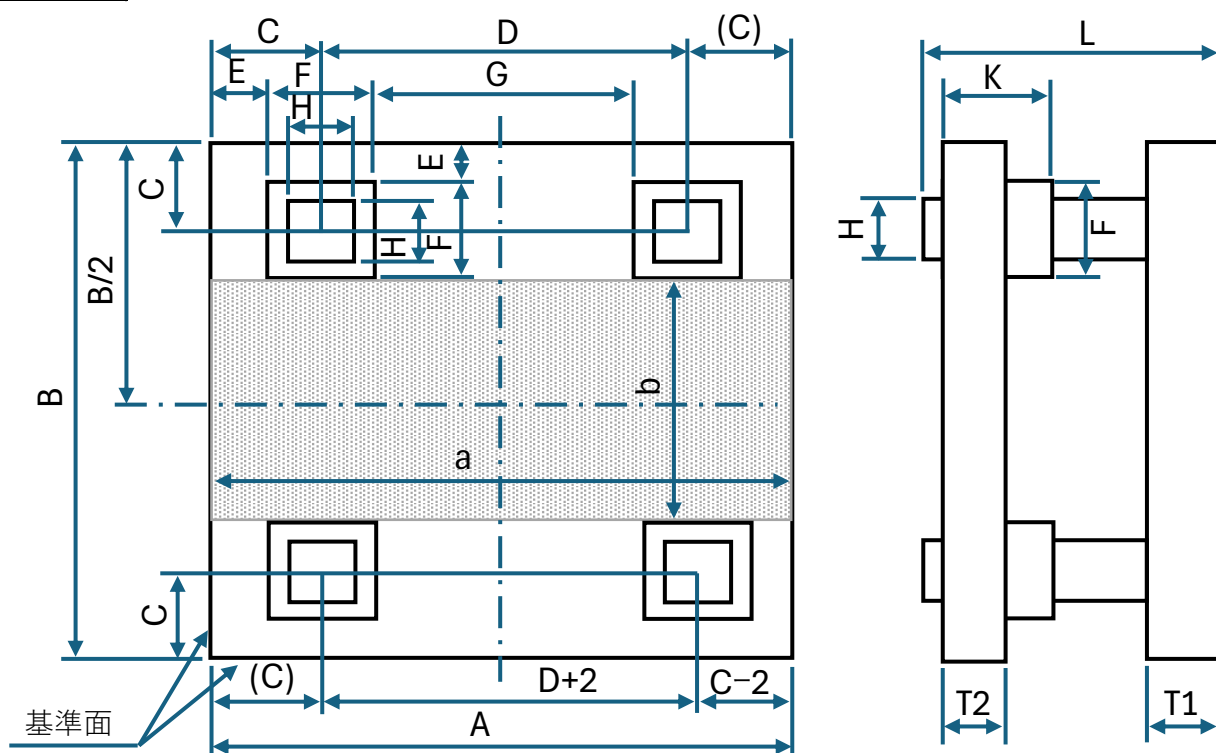 C D (C) L
E F G K
H
E
C
H F
H F
B/2
B
b
a
C
(C) D+2 C−2
基準面
A
T2 T1